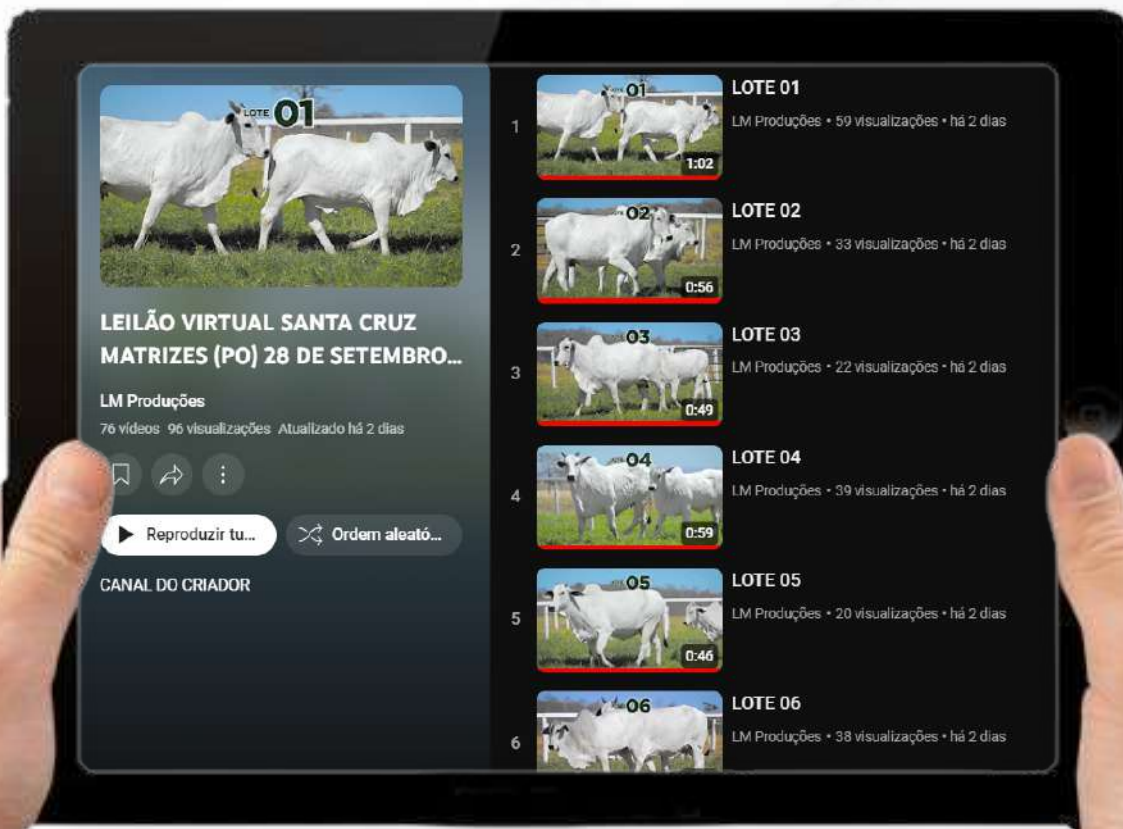 LOTE 01
LEILÃO VIRTUAL SANTA CRUZ
MATRIZES (PO) 28 DE SETEMBRO...
LM Produções
76 vídeos 96 visualizações Atualizado há 2 dias
Reproduzir tu...
Ordem aleató...
CANAL DO CRIADOR
1
01
1:02
LOTE 01
LM Produções • 59 visualizações • há 2 dias
2
02
0:56
LOTE 02
LM Produções • 33 visualizações • há 2 dias
3
03
0:49
LOTE 03
LM Produções • 22 visualizações • há 2 dias
4
04
0:59
LOTE 04
LM Produções • 39 visualizações • há 2 dias
5
05
0:46
LOTE 05
LM Produções • 20 visualizações • há 2 dias
6
06
LOTE 06
LM Produções • 38 visualizações • há 2 dias